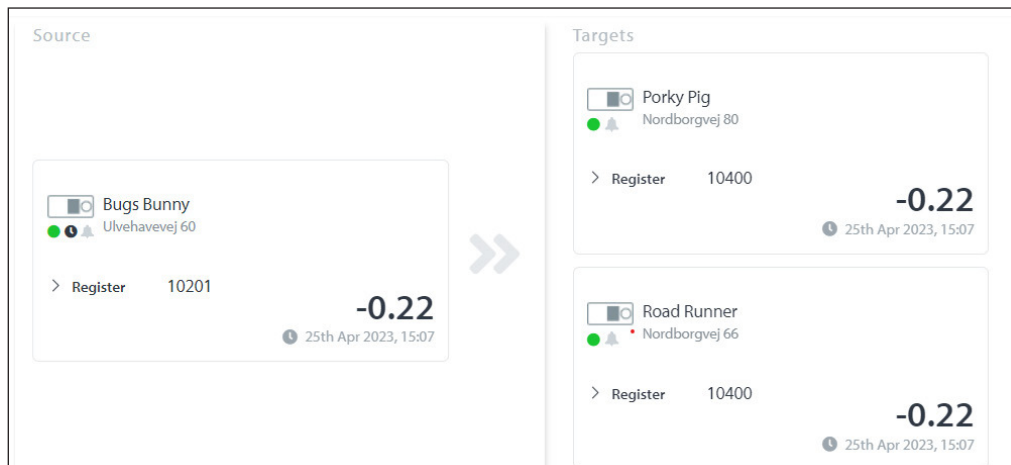 Source
Bugs Bunny
Ulvehavevej 60
Register 10201
-0.22
25th Apr 2023, 15:07
Targets
Porky Pig
Nordborgvej 80
Register 10400
-0.22
25th Apr 2023, 15:07
Road Runner
Nordborgvej 66
Register 10400
-0.22
25th Apr 2023, 15:07